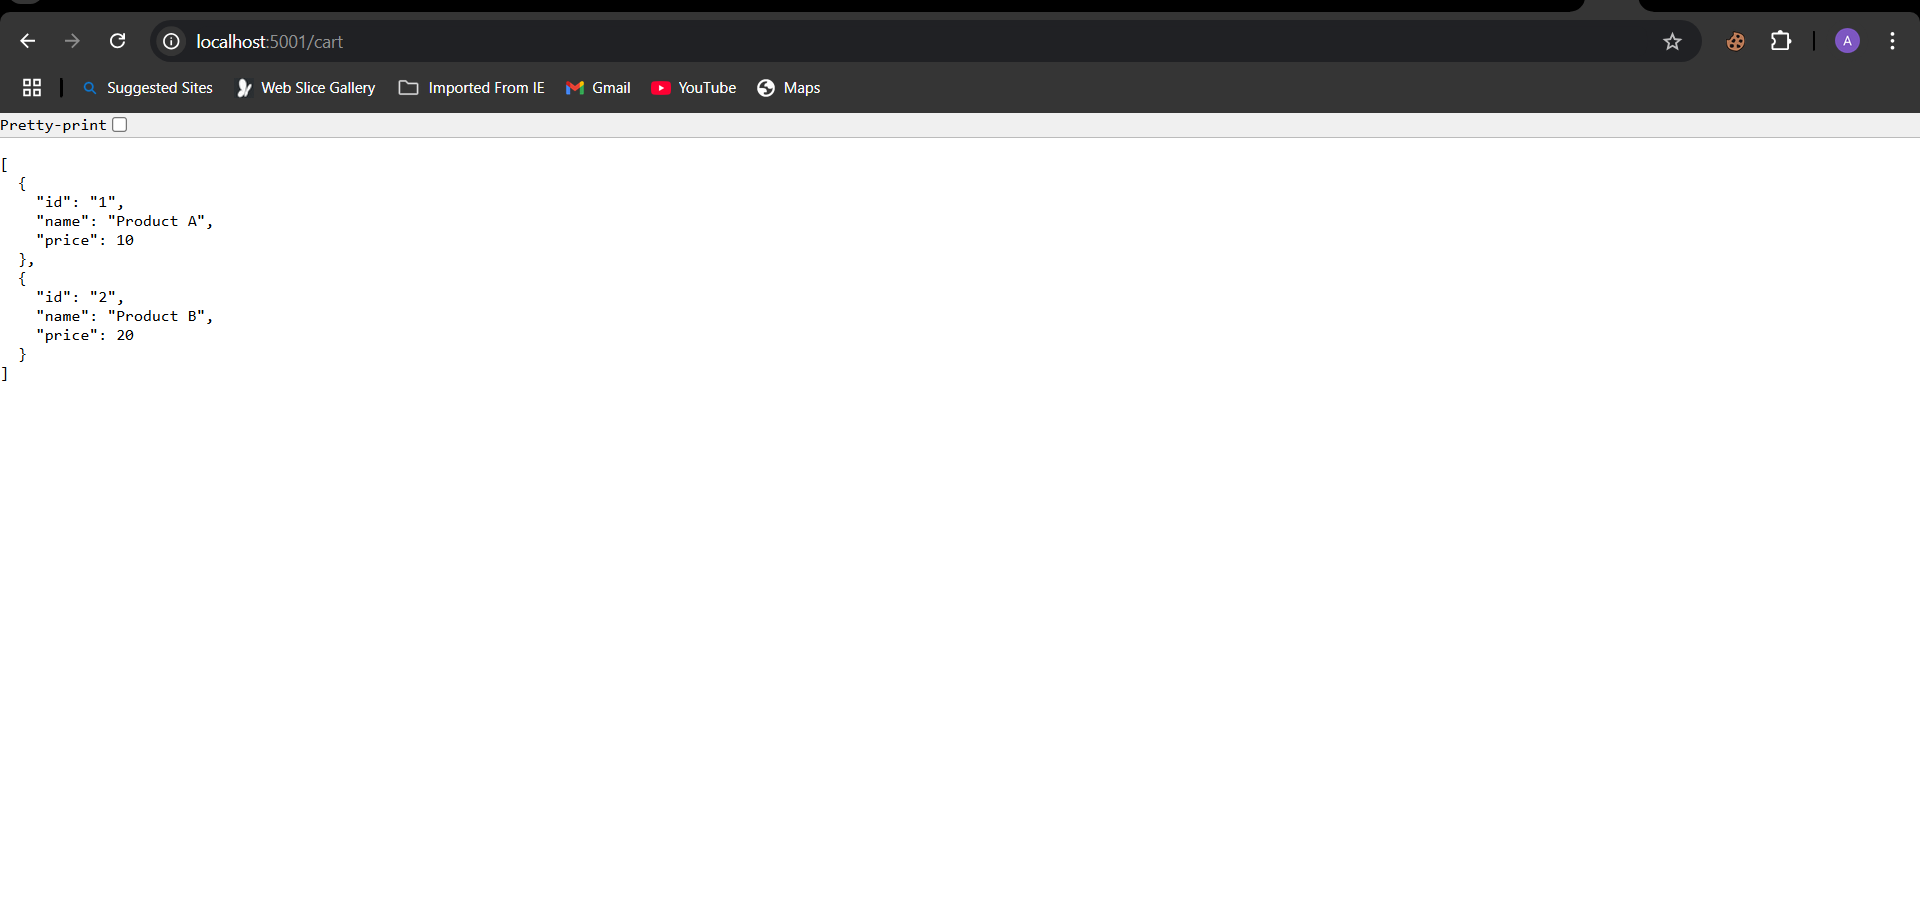 localhost:5001/cart
A
Suggested Sites Web Slice Gallery Imported From IE Gmail YouTube Maps
Pretty-print
[
  {
    "id": "1",
    "name": "Product A",
    "price": 10
  },
  {
    "id": "2",
    "name": "Product B",
    "price": 20
  }
]